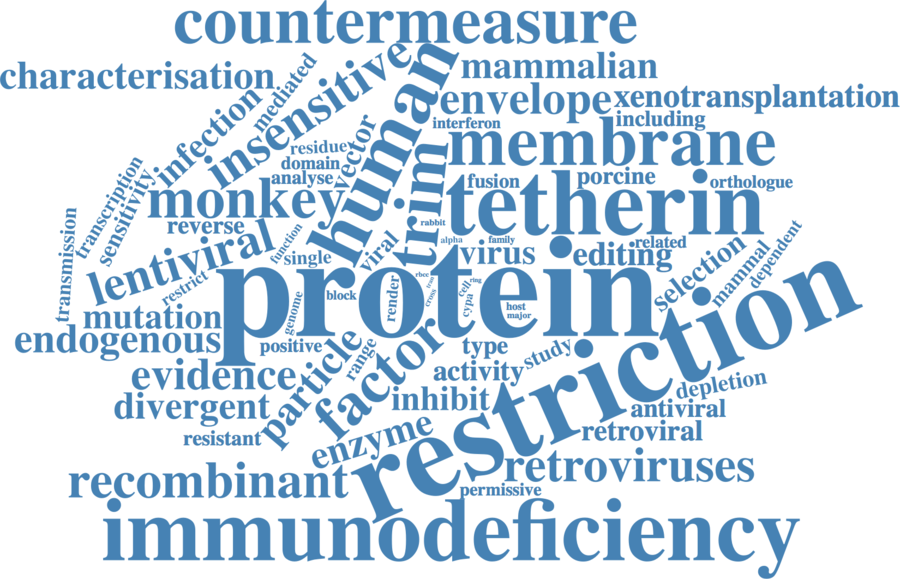 countermeasure
characterisation
mediated
insensitive
human
mammalian
infection
envelope
xenotransplantation
interferon
including
residue
vector
domain
analyse
trim
membrane
transcription
sensitivity
monkey
fusion
porcine
orthologue
tetherin
reverse
transmission
lentiviral
function
single
viral
rabbit
alpha
family
virus
editing
related
selection
mammal
dependent
restrict
protein
genome
block
render
rbcc
cross
cell
ring
cypa
host
major
mutation
endogenous
positive
particle
range
factor
type
study
restriction
evidence
activity
depletion
divergent
inhibit
antiviral
resistant
enzyme
retroviral
recombinant
retroviruses
permissive
immunodeficiency